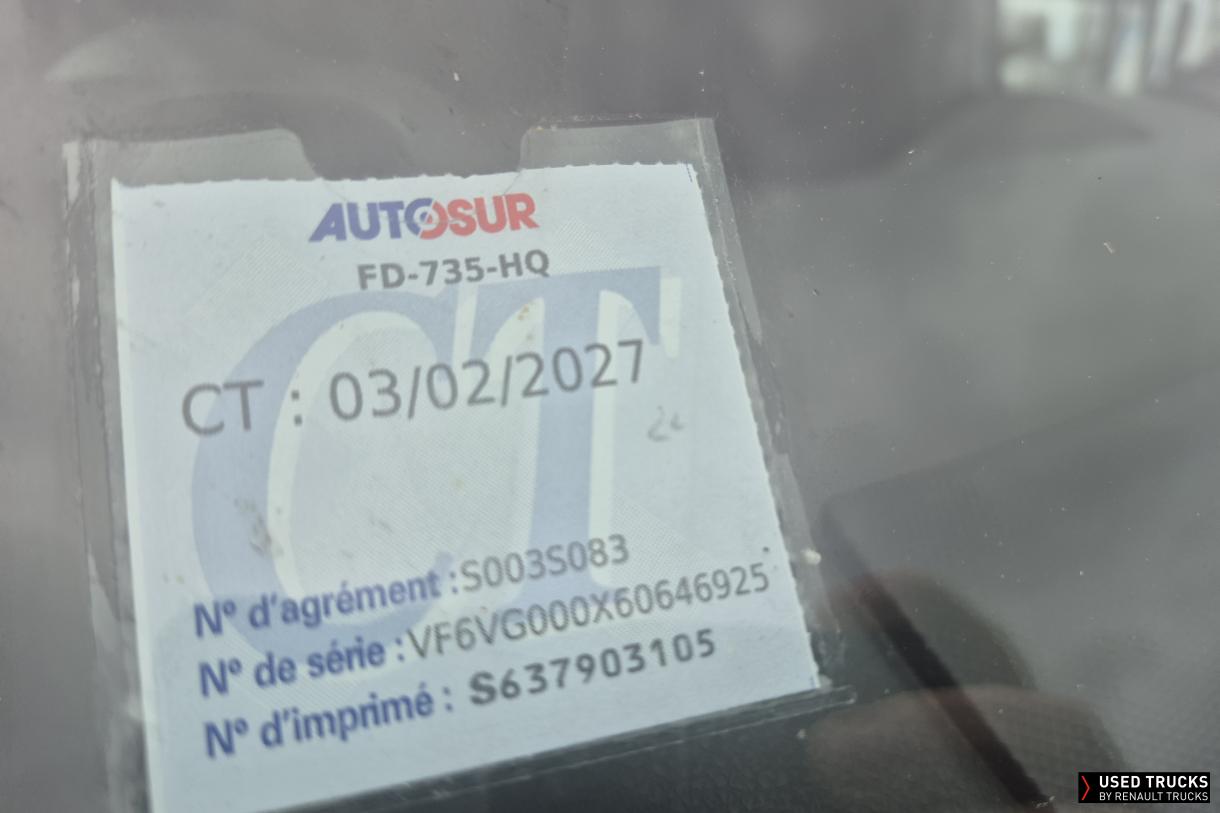 AUTOSUR
FD-735-HQ
CT
CT : 03/02/2027
N° d'agrément :S003S083
N° de série :VF6VG000X60646925
N° d'imprimé : S637903105
USED TRUCKS
BY RENAULT TRUCKS